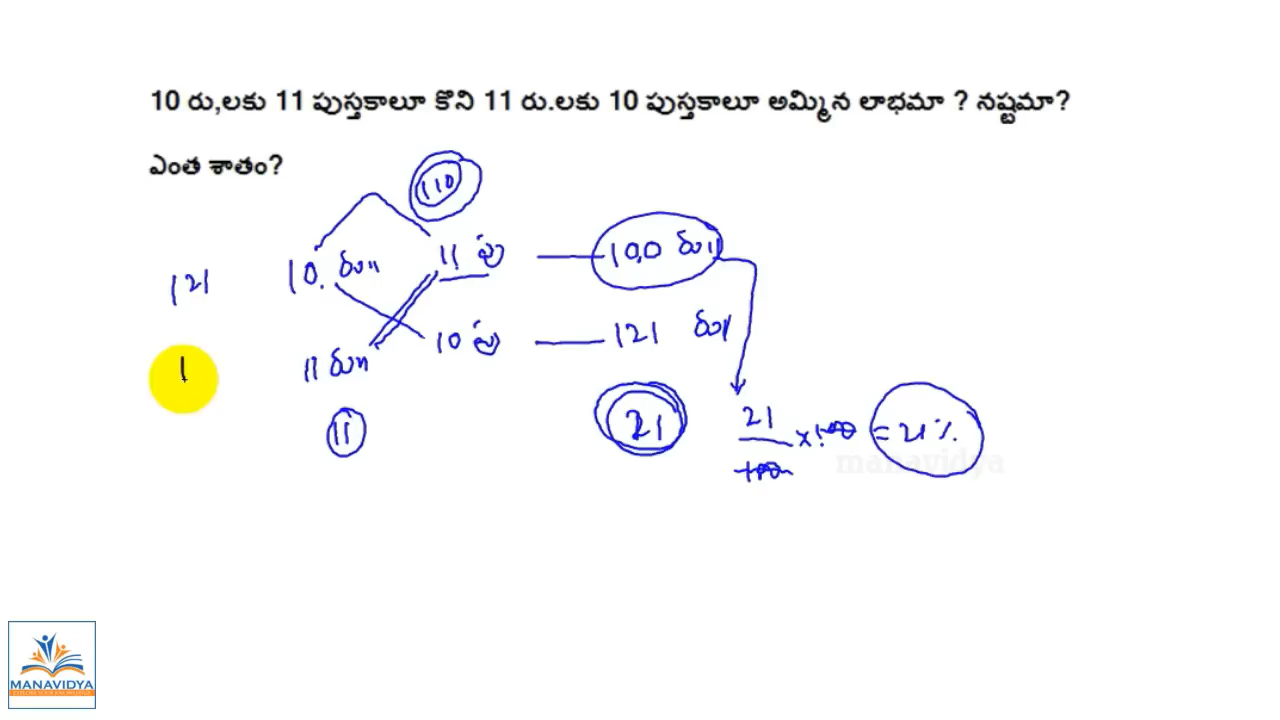 10 రు,లకు 11 పుస్తకాలూ కొని 11 రు.లకు 10 పుస్తకాలూ అమ్మిన లాభమా ? నష్టమా?
ఎంత శాతం?
110
121 10. రు॥ 11 పు — 100 రు॥
11 రు॥ 10 పు — 121 రు॥
1
11 21 21/100 × 100 = 21%
manavidya
MANAVIDYA